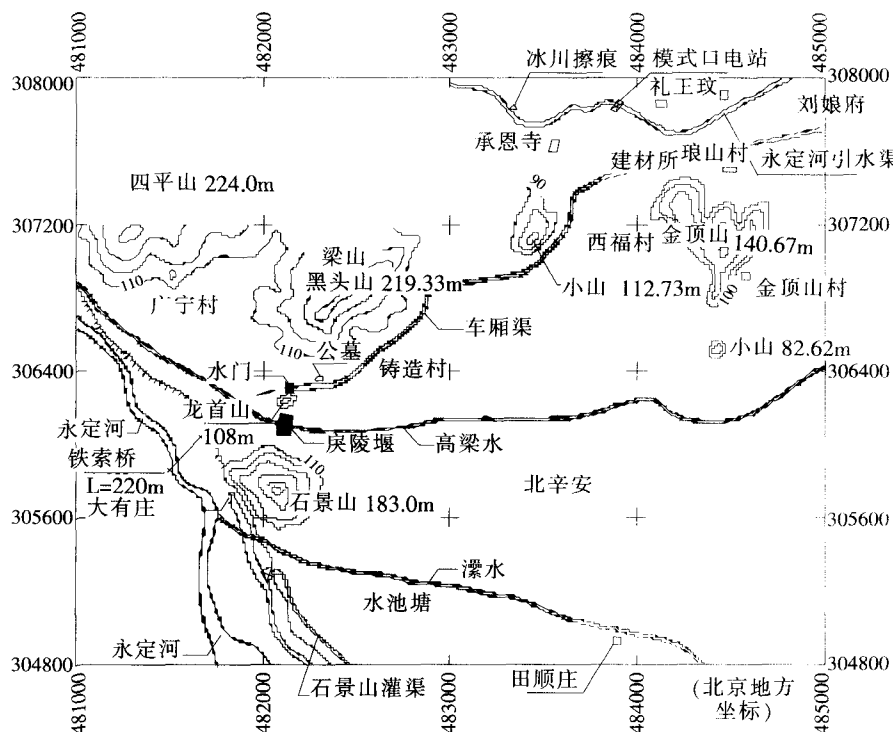 481000 482000 483000 484000 485000
308000 冰川擦痕 模式口电站 308000
礼王坟
刘娘府
承恩寺
建材所 琅山村 永定河引水渠
四平山 224.0m
90
307200 307200
梁山
西福村 金顶山 140.67m
黑头山 219.33m
小山 112.73m
110
广宁村
100 金顶山村
车厢渠
110
公墓
水门 铸造村
小山 82.62m
306400 306400
龙首山
108m
永定河
戾陵堰 高梁水
铁索桥
L=220m
大有庄
110
石景山 183.0m
北辛安
305600 305600
灅水
水池塘
永定河
304800 304800
石景山灌渠
田顺庄
(北京地方
坐标)
481000 482000 483000 484000 485000